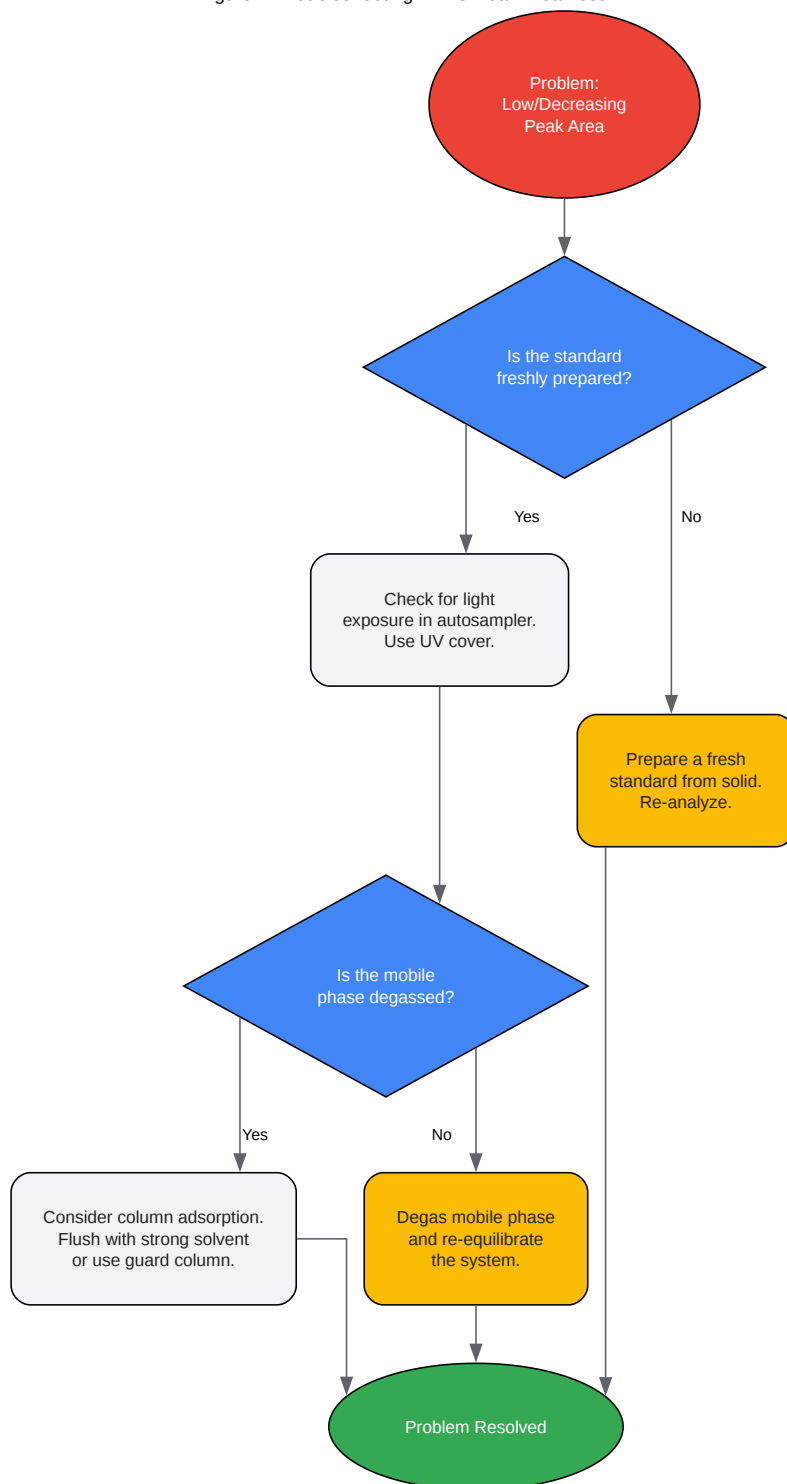 Problem:
Low/Decreasing
Peak Area
Is the standard
freshly prepared?
Yes
No
Check for light
exposure in autosampler.
Use UV cover.
Prepare a fresh
standard from solid.
Re-analyze.
Is the mobile
phase degassed?
Yes
No
Consider column adsorption.
Flush with strong solvent
or use guard column.
Degas mobile phase
and re-equilibrate
the system.
Problem Resolved